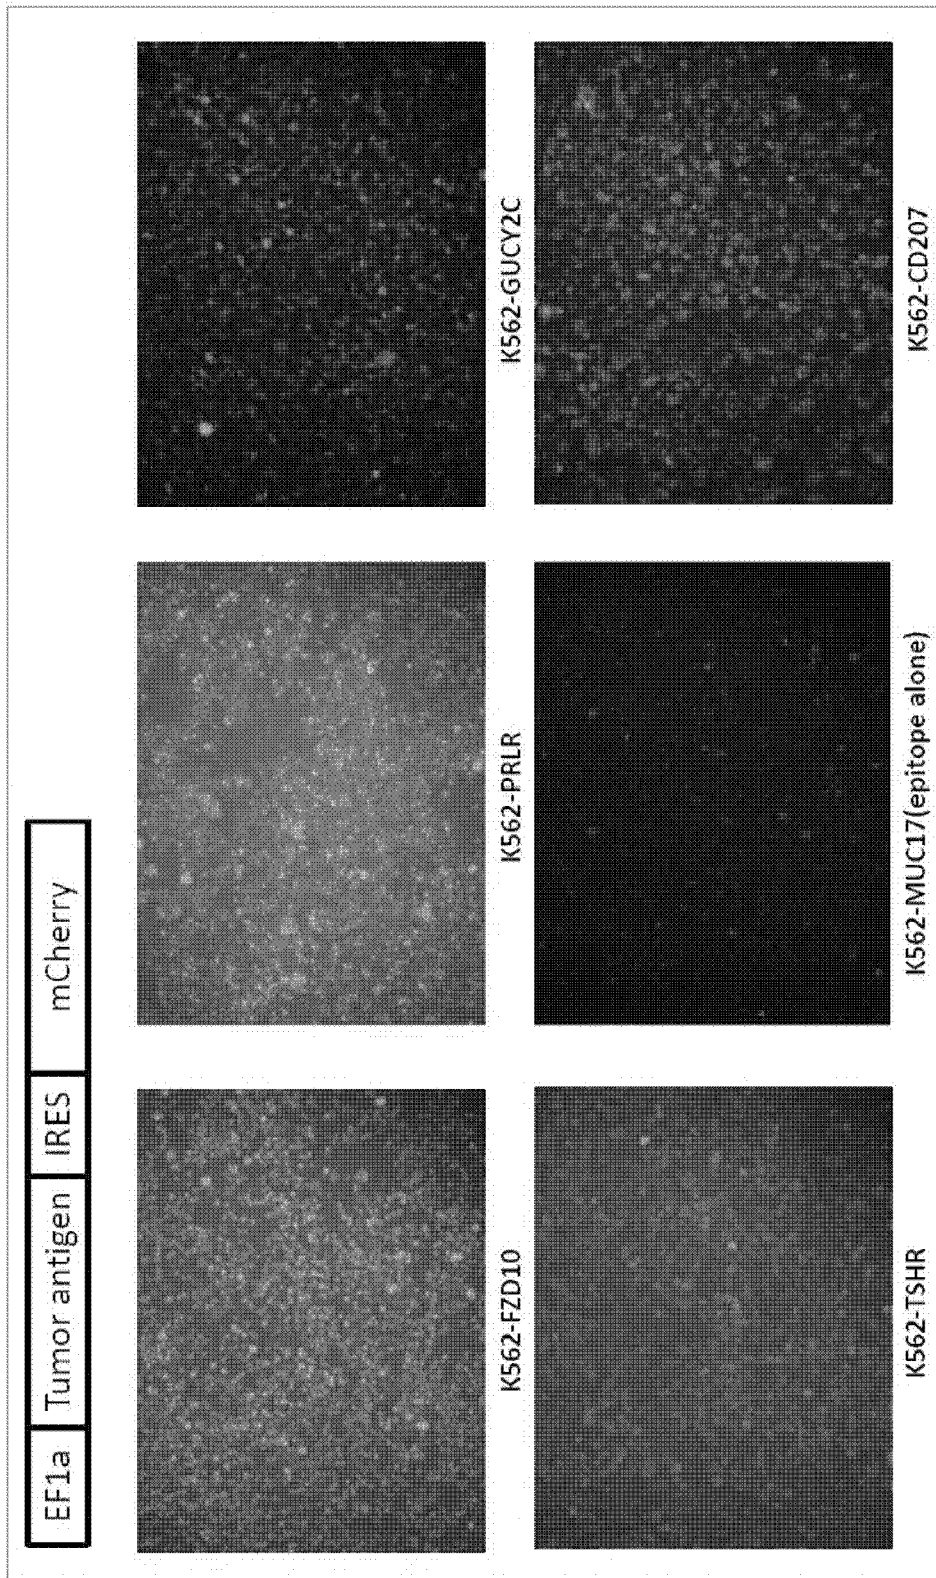 EF1a Tumor antigen IRES mCherry
K562-FZD10
K562-PRLR
K562-GUCY2C
K562-TSHR
K562-MUC17(epitope alone)
K562-CD207